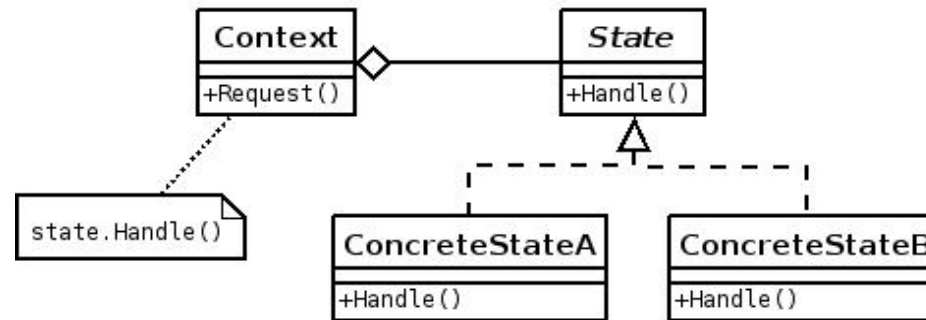 Context
+Request()
State
+Handle()
state.Handle()
ConcreteStateA
+Handle()
ConcreteStateB
+Handle()